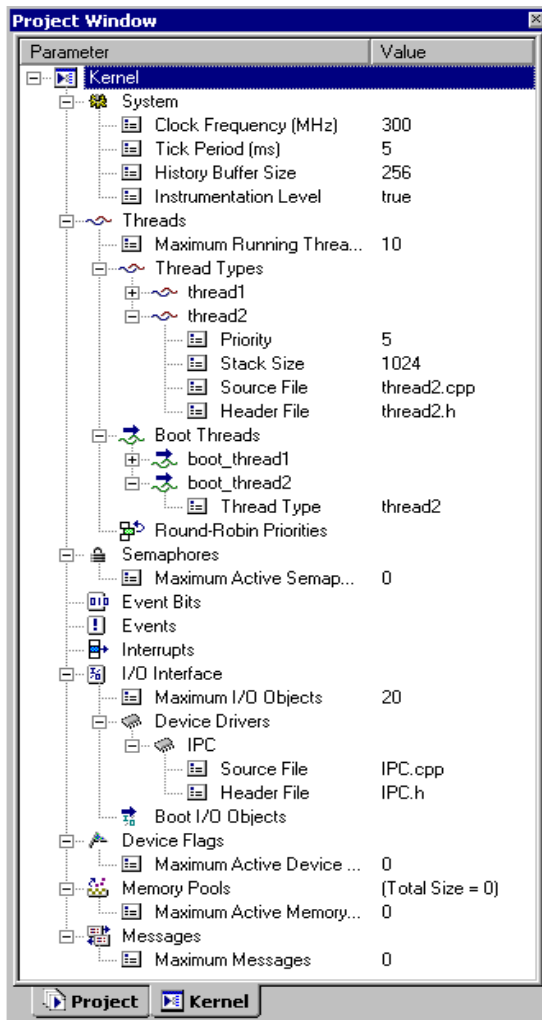 Project Window
Parameter Value
Kernel
System
Clock Frequency (MHz) 300
Tick Period (ms) 5
History Buffer Size 256
Instrumentation Level true
Threads
Maximum Running Threa... 10
Thread Types
thread1
thread2
Priority 5
Stack Size 1024
Source File thread2.cpp
Header File thread2.h
Boot Threads
boot_thread1
boot_thread2
Thread Type thread2
Round-Robin Priorities
Semaphores
Maximum Active Semap... 0
Event Bits
Events
Interrupts
I/O Interface
Maximum I/O Objects 20
Device Drivers
IPC
Source File IPC.cpp
Header File IPC.h
Boot I/O Objects
Device Flags
Maximum Active Device ... 0
Memory Pools (Total Size = 0)
Maximum Active Memory... 0
Messages
Maximum Messages 0
Project Kernel